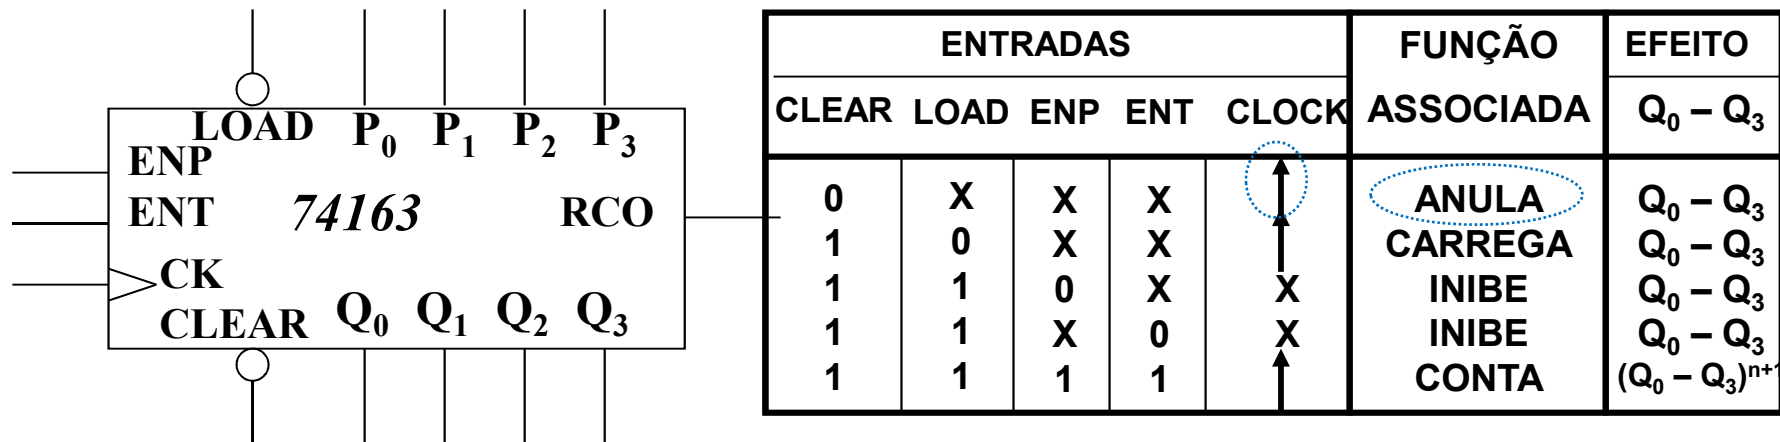 LOAD P0 P1 P2 P3
ENP
ENT 74163 RCO
CK
CLEAR Q0 Q1 Q2 Q3
ENTRADAS FUNÇÃO EFEITO
CLEAR LOAD ENP ENT CLOCK ASSOCIADA Q0 – Q3
0 X X X ANULA Q0 – Q3
1 0 X X CARREGA Q0 – Q3
1 1 0 X X INIBE Q0 – Q3
1 1 X 0 X INIBE Q0 – Q3
1 1 1 1 CONTA (Q0 – Q3)n+1